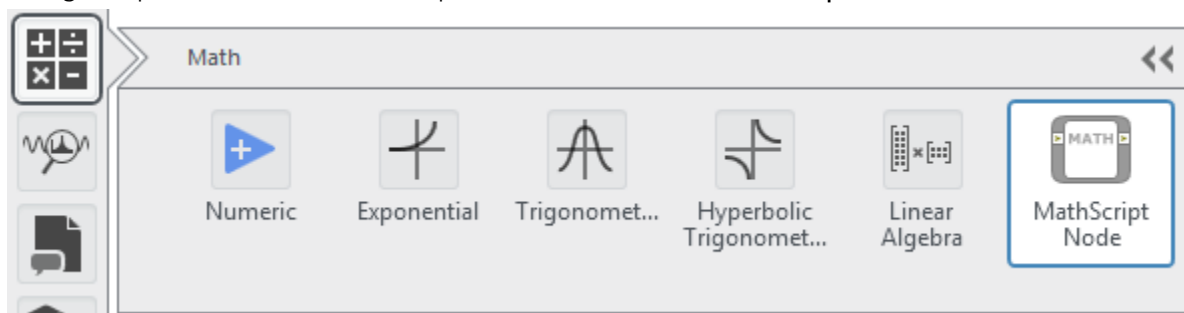 Math
Numeric
Exponential
Trigonomet...
Hyperbolic
Trigonomet...
Linear
Algebra
MATH
MathScript
Node